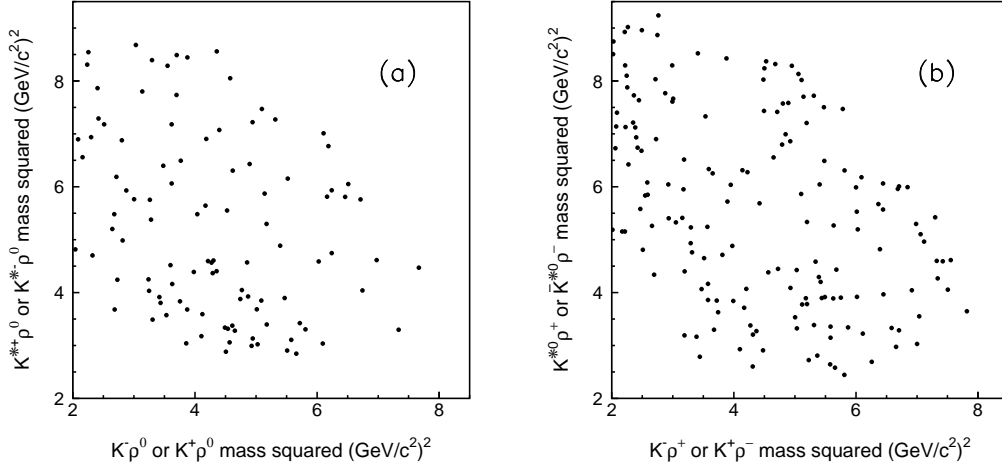 K*+ρ0 or K*-ρ0 mass squared (GeV/c2)2
8
6
4
2
(a)
2 4 6 8
K-ρ0 or K+ρ0 mass squared (GeV/c2)2
K*0ρ+ or K̄*0ρ− mass squared (GeV/c2)2
8
6
4
2
(b)
2 4 6 8
K-ρ+ or K+ρ− mass squared (GeV/c2)2